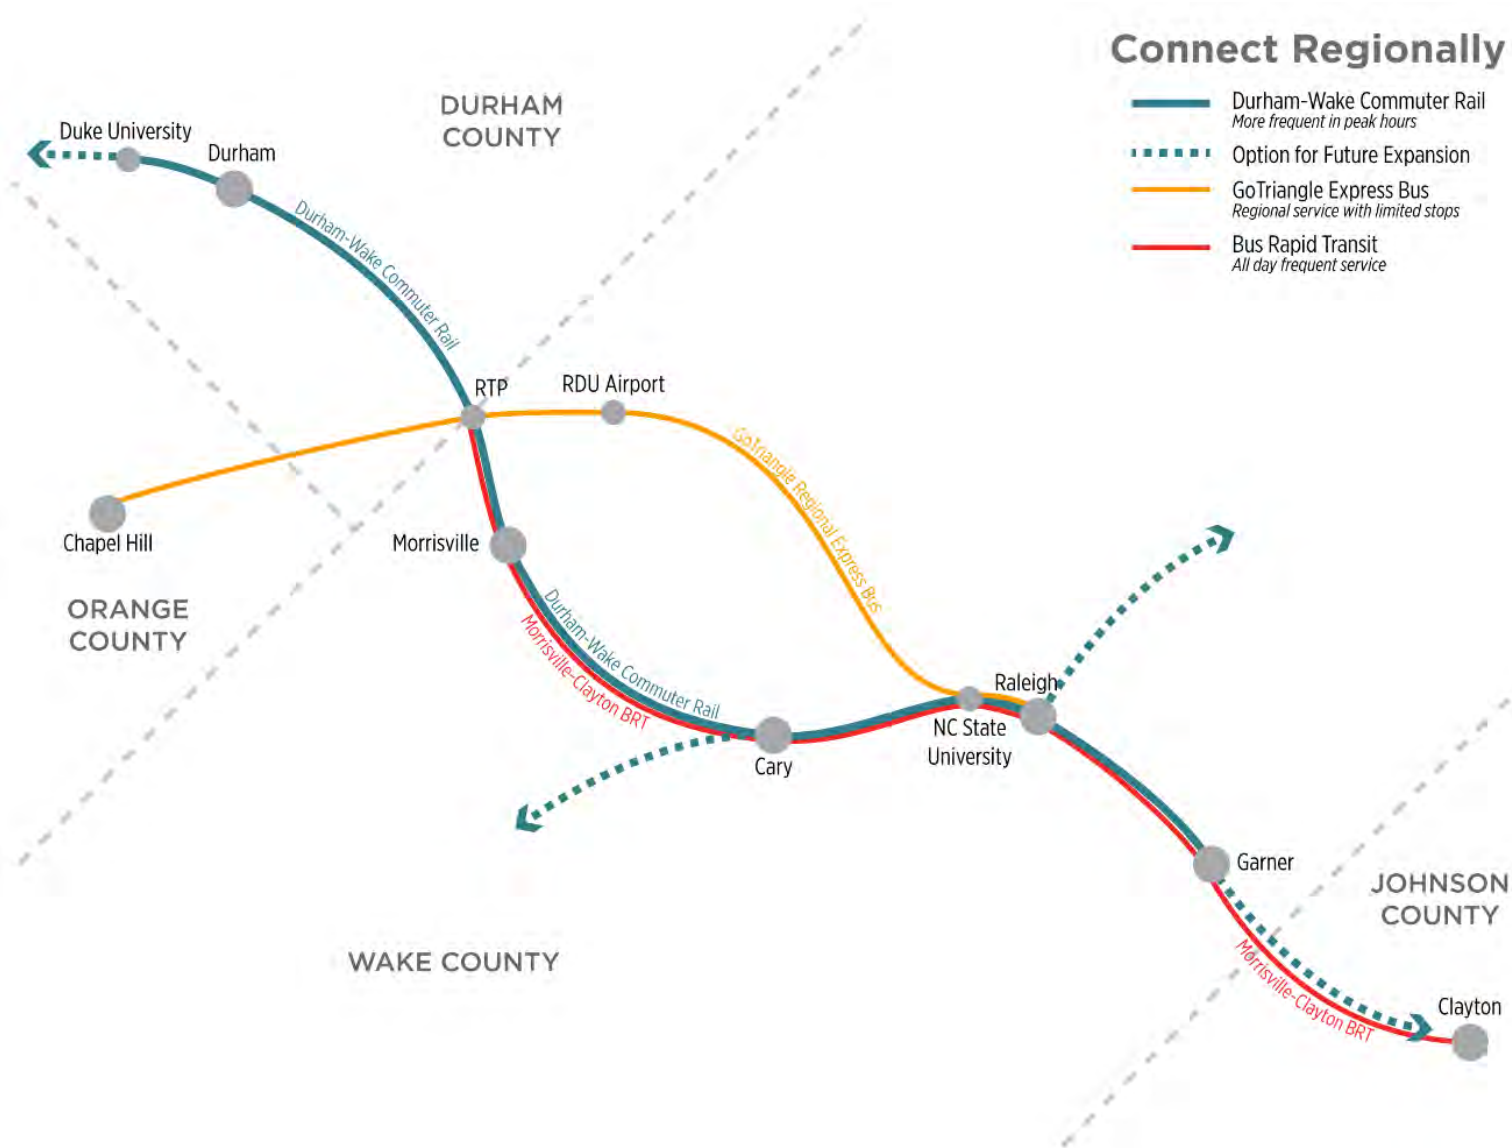 Connect Regionally
Durham-Wake Commuter Rail
More frequent in peak hours
Option for Future Expansion
GoTriangle Express Bus
Regional service with limited stops
Bus Rapid Transit
All day frequent service
DURHAM
COUNTY
Duke University
Durham
Durham-Wake Commuter Rail
RTP
RDU Airport
GoTriangle Regional Express Bus
Chapel Hill
Morrisville
ORANGE
COUNTY
Durham-Wake Commuter Rail
Morrisville-Clayton BRT
Raleigh
NC State
University
Cary
Garner
JOHNSON
COUNTY
WAKE COUNTY
Morrisville-Clayton BRT
Clayton